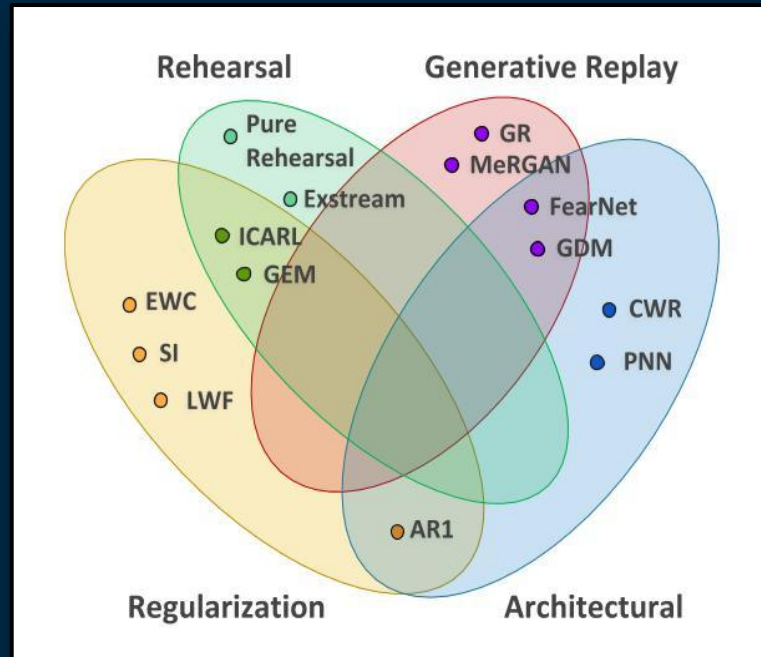 Rehearsal
Generative Replay
Pure
Rehearsal
GR
MeRGAN
Exstream
FearNet
ICARL
GDM
GEM
EWC
CWR
SI
PNN
LWF
AR1
Regularization
Architectural